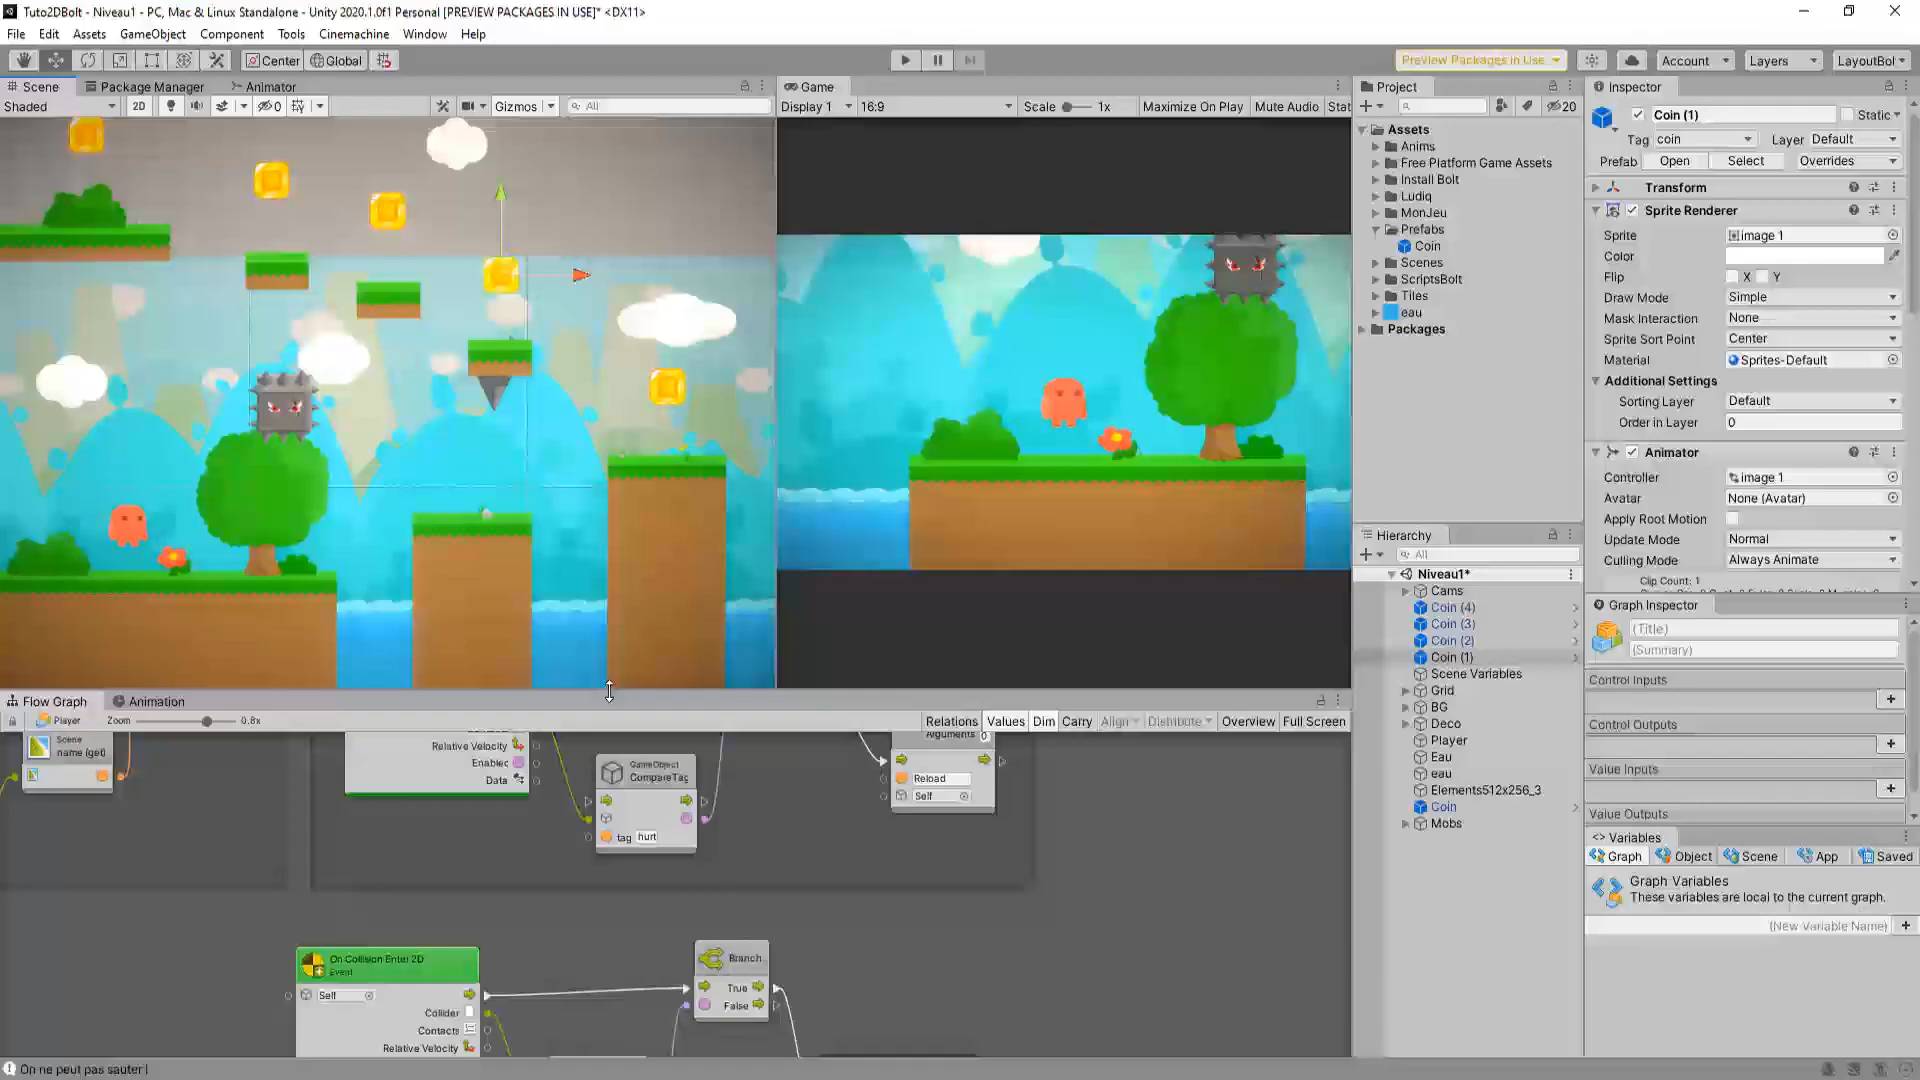 Tuto2DBolt - Niveau1 - PC, Mac & Linux Standalone - Unity 2020.1.0f1 Personal [PREVIEW PACKAGES IN USE]* <DX11>
File Edit Assets GameObject Component Tools Cinemachine Window Help
Center Global Preview Packages in Use Account Layers LayoutBol
Scene Package Manager Animator
Shaded 2D 0 Gizmos All
Game
Display 1 16:9 Scale 1x Maximize On Play Mute Audio Stat
Project
20
Assets
Anims
Free Platform Game Assets
Install Bolt
Ludiq
MonJeu
Prefabs
Coin
Scenes
ScriptsBolt
Tiles
eau
Packages
Hierarchy
All
Niveau1*
Cams
Coin (4)
Coin (3)
Coin (2)
Coin (1)
Scene Variables
Grid
BG
Deco
Player
Eau
eau
Elements512x256_3
Coin
Mobs
Inspector
Coin (1) Static
Tag coin Layer Default
Prefab Open Select Overrides
Transform
Sprite Renderer
Sprite image 1
Color
Flip X Y
Draw Mode Simple
Mask Interaction None
Sprite Sort Point Center
Material Sprites-Default
Additional Settings
Sorting Layer Default
Order in Layer 0
Animator
Controller image 1
Avatar None (Avatar)
Apply Root Motion
Update Mode Normal
Culling Mode Always Animate
Clip Count: 1
Graph Inspector
(Title)
(Summary)
Control Inputs
Control Outputs
Value Inputs
Value Outputs
Variables
Graph Object Scene App Saved
Graph Variables
These variables are local to the current graph.
(New Variable Name)
Flow Graph Animation
Player Zoom 0.8x Relations Values Dim Carry Align Distribute Overview Full Screen
Scene
name (get)
Relative Velocity
Enabled
Data
GameObject
CompareTag
tag hurt
Arguments 0
Reload
Self
On Collision Enter 2D
Event
Self
Collider
Contacts
Relative Velocity
Branch
True
False
On ne peut pas sauter !